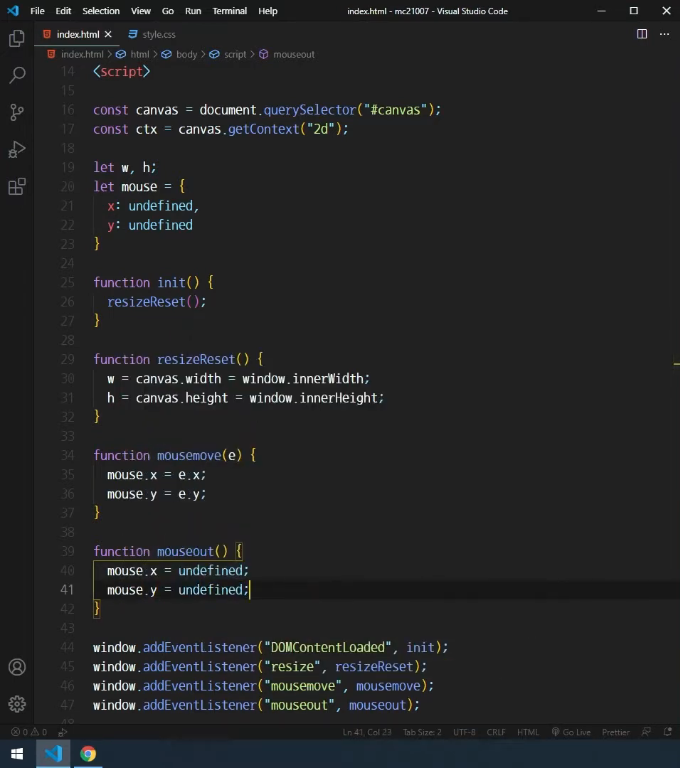 File Edit Selection View Go Run Terminal Help index.html - mc21007 - Visual Studio Code
index.html style.css
index.html > html > body > script > mouseout
14 <script>
15
16 const canvas = document.querySelector("#canvas");
17 const ctx = canvas.getContext("2d");
18
19 let w, h;
20 let mouse = {
21 x: undefined,
22 y: undefined
23 }
24
25 function init() {
26 resizeReset();
27 }
28
29 function resizeReset() {
30 w = canvas.width = window.innerWidth;
31 h = canvas.height = window.innerHeight;
32 }
33
34 function mousemove(e) {
35 mouse.x = e.x;
36 mouse.y = e.y;
37 }
38
39 function mouseout() {
40 mouse.x = undefined;
41 mouse.y = undefined;
42 }
43
44 window.addEventListener("DOMContentLoaded", init);
45 window.addEventListener("resize", resizeReset);
46 window.addEventListener("mousemove", mousemove);
47 window.addEventListener("mouseout", mouseout);
0 0 Ln 41, Col 23 Tab Size: 2 UTF-8 CRLF HTML Go Live Prettier